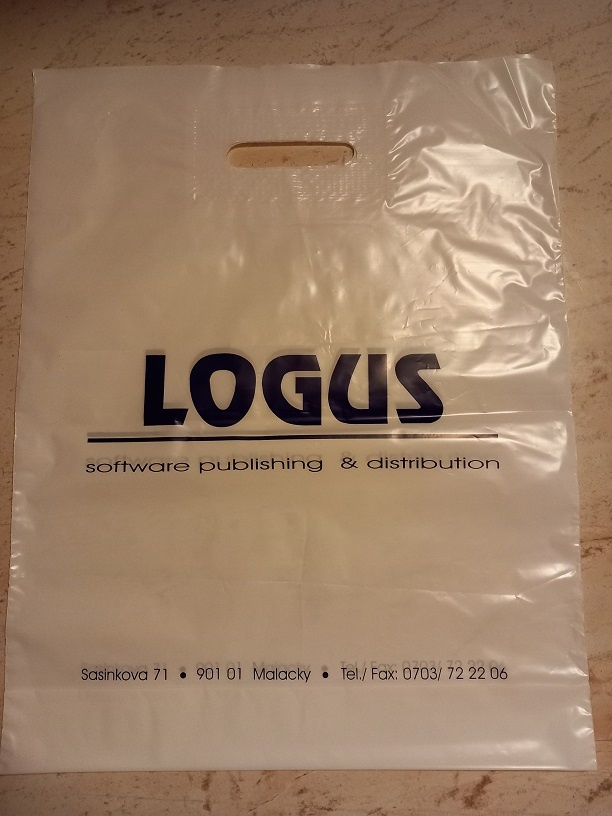 LOGUS
software publishing & distribution
Sasinkova 71 • 901 01 Malacky • Tel./ Fax: 0703/ 72 22 06